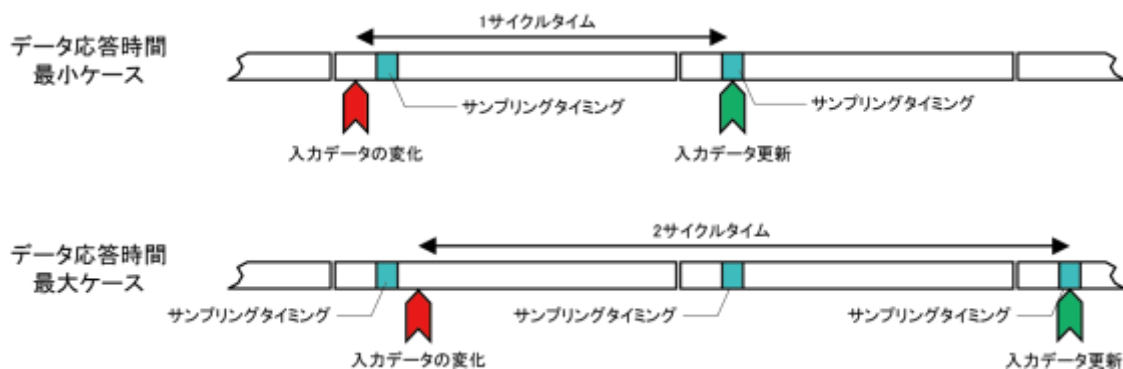 1サイクルタイム
データ応答時間
最小ケース
サンプリングタイミング
サンプリングタイミング
入力データの変化
入力データ更新
2サイクルタイム
データ応答時間
最大ケース
サンプリングタイミング
サンプリングタイミング
サンプリングタイミング
入力データの変化
入力データ更新